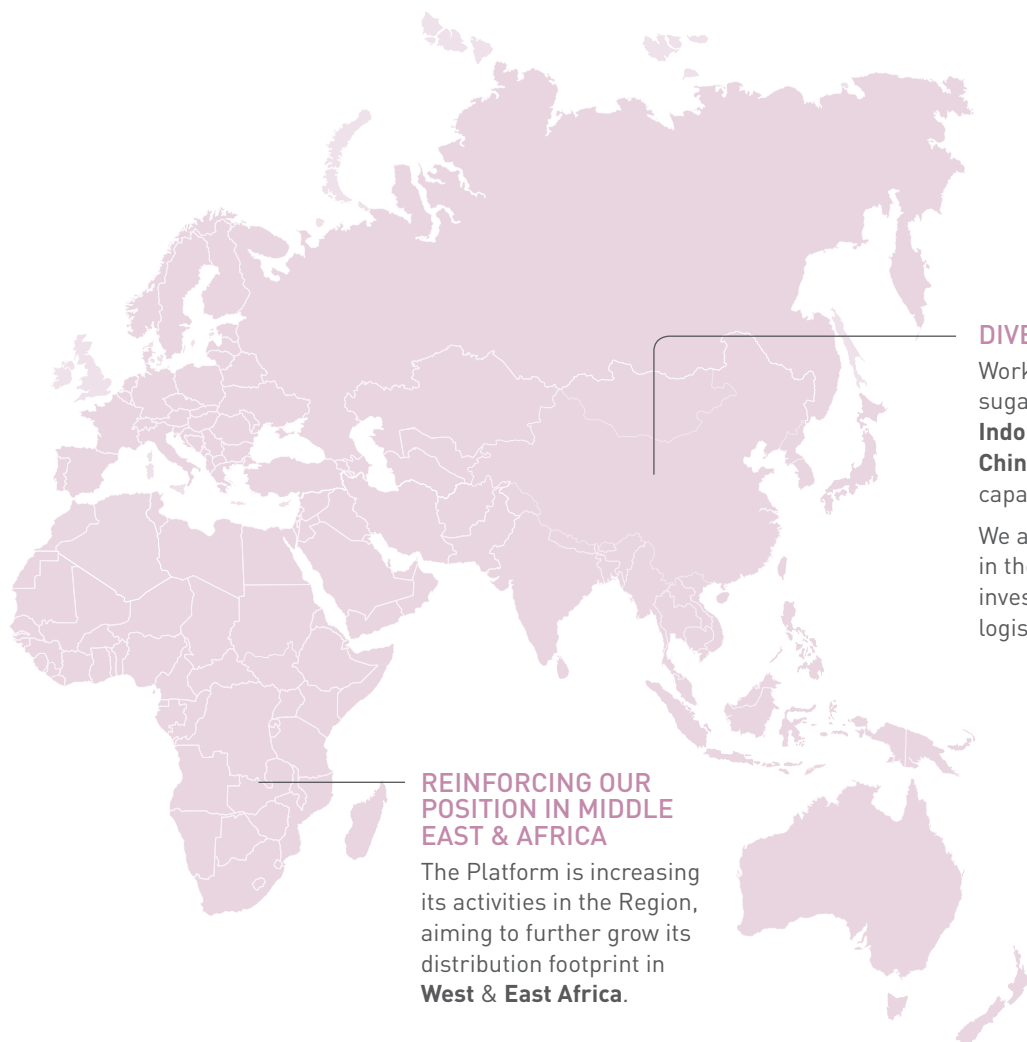 DIVE
Work
suga
Indo
Chin
capa
We a
in the
inves
logis
REINFORCING OUR
POSITION IN MIDDLE
EAST & AFRICA
The Platform is increasing
its activities in the Region,
aiming to further grow its
distribution footprint in
West & East Africa.